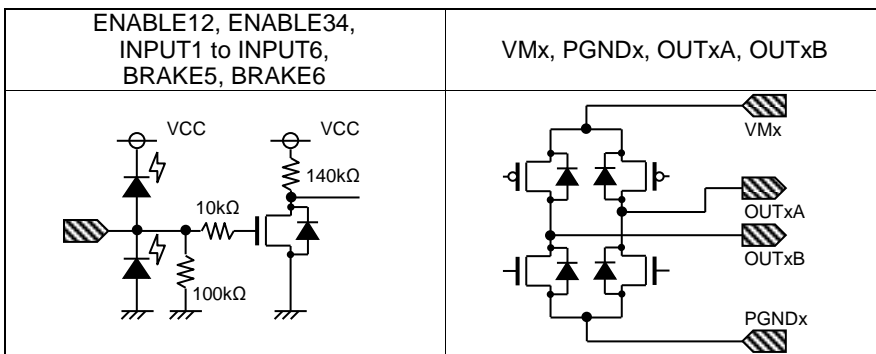 ENABLE12, ENABLE34,
INPUT1 to INPUT6,
BRAKE5, BRAKE6
VMx, PGNDx, OUTxA, OUTxB
VCC
VCC
140kΩ
10kΩ
100kΩ
VMx
OUTxA
OUTxB
PGNDx